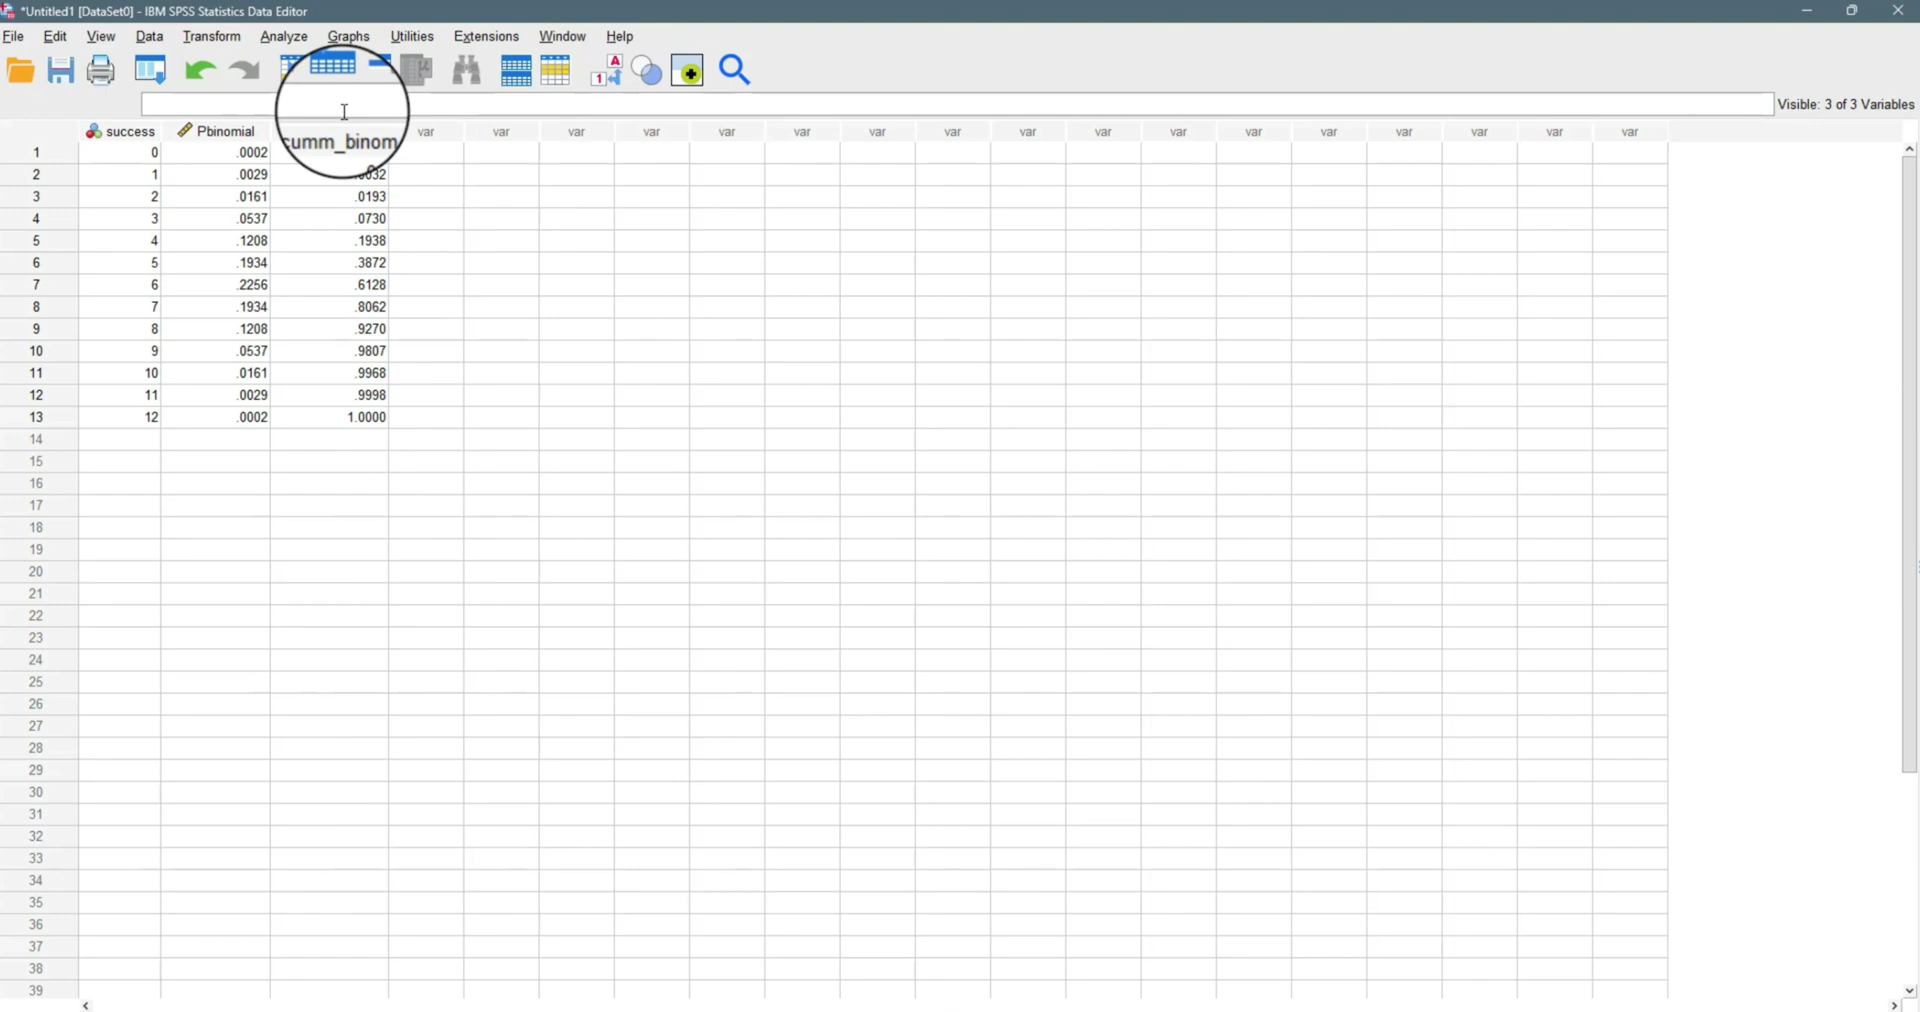 *Untitled1 [DataSet0] - IBM SPSS Statistics Data Editor
File Edit View Data Transform Analyze Graphs Utilities Extensions Window Help
A
1
Visible: 3 of 3 Variables
success Pbinomial cumm_binom var var var var var var var var var var var var var var var var var
1 0 .0002
2 1 .0029 .0032
3 2 .0161 .0193
4 3 .0537 .0730
5 4 .1208 .1938
6 5 .1934 .3872
7 6 .2256 .6128
8 7 .1934 .8062
9 8 .1208 .9270
10 9 .0537 .9807
11 10 .0161 .9968
12 11 .0029 .9998
13 12 .0002 1.0000
14
15
16
17
18
19
20
21
22
23
24
25
26
27
28
29
30
31
32
33
34
35
36
37
38
39